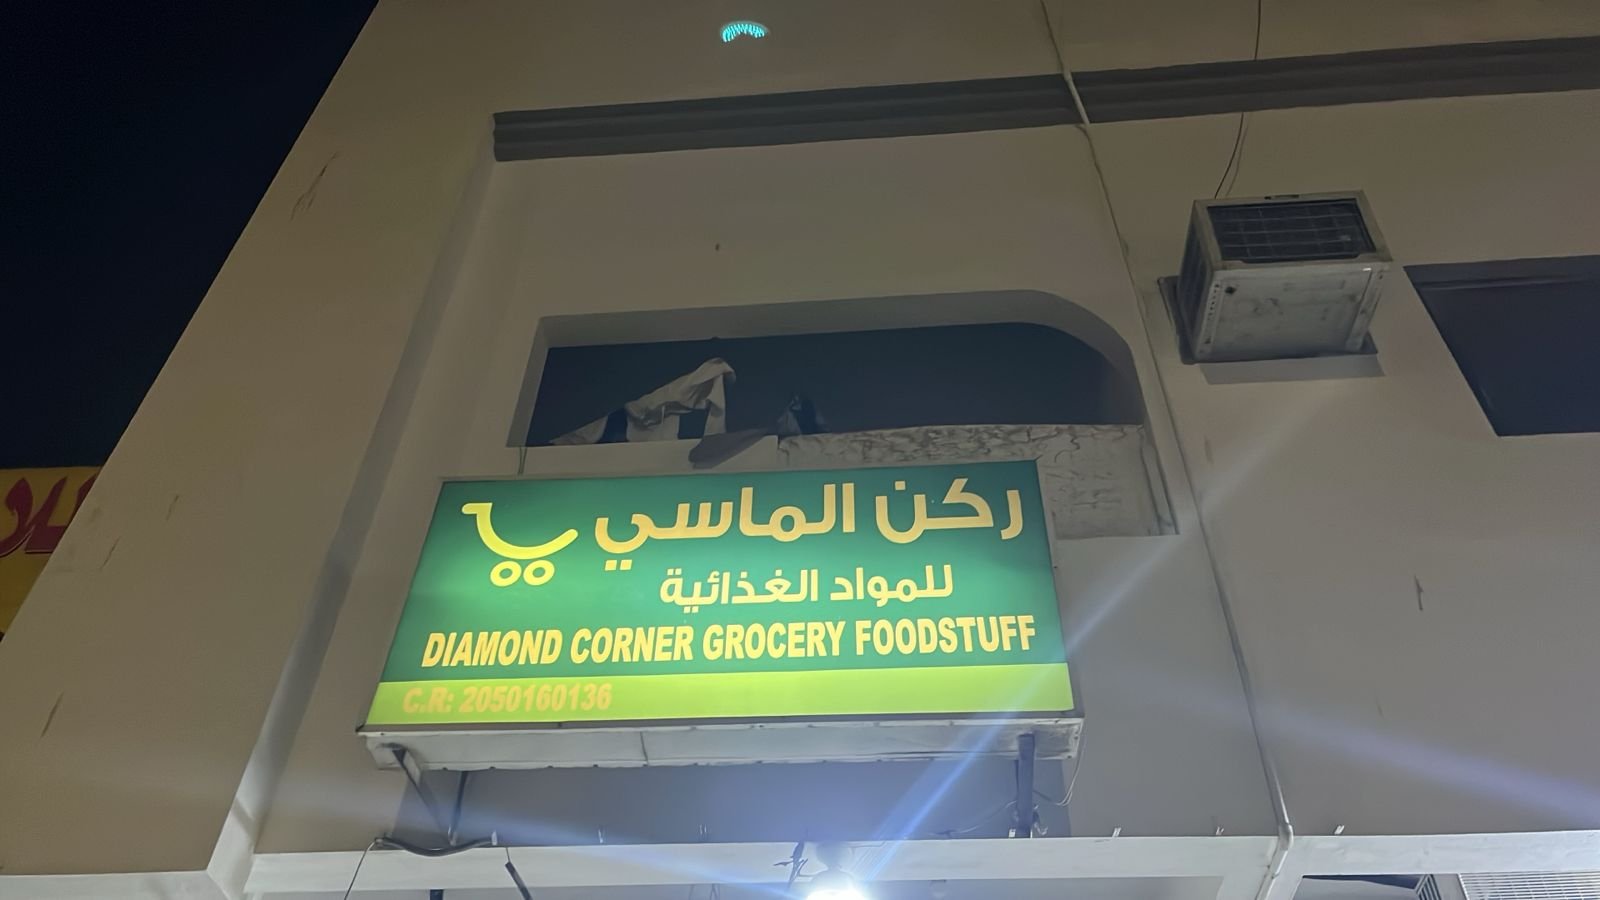 ركن الماسي
للمواد الغذائية
DIAMOND CORNER GROCERY FOODSTUFF
C.R: 2050160136